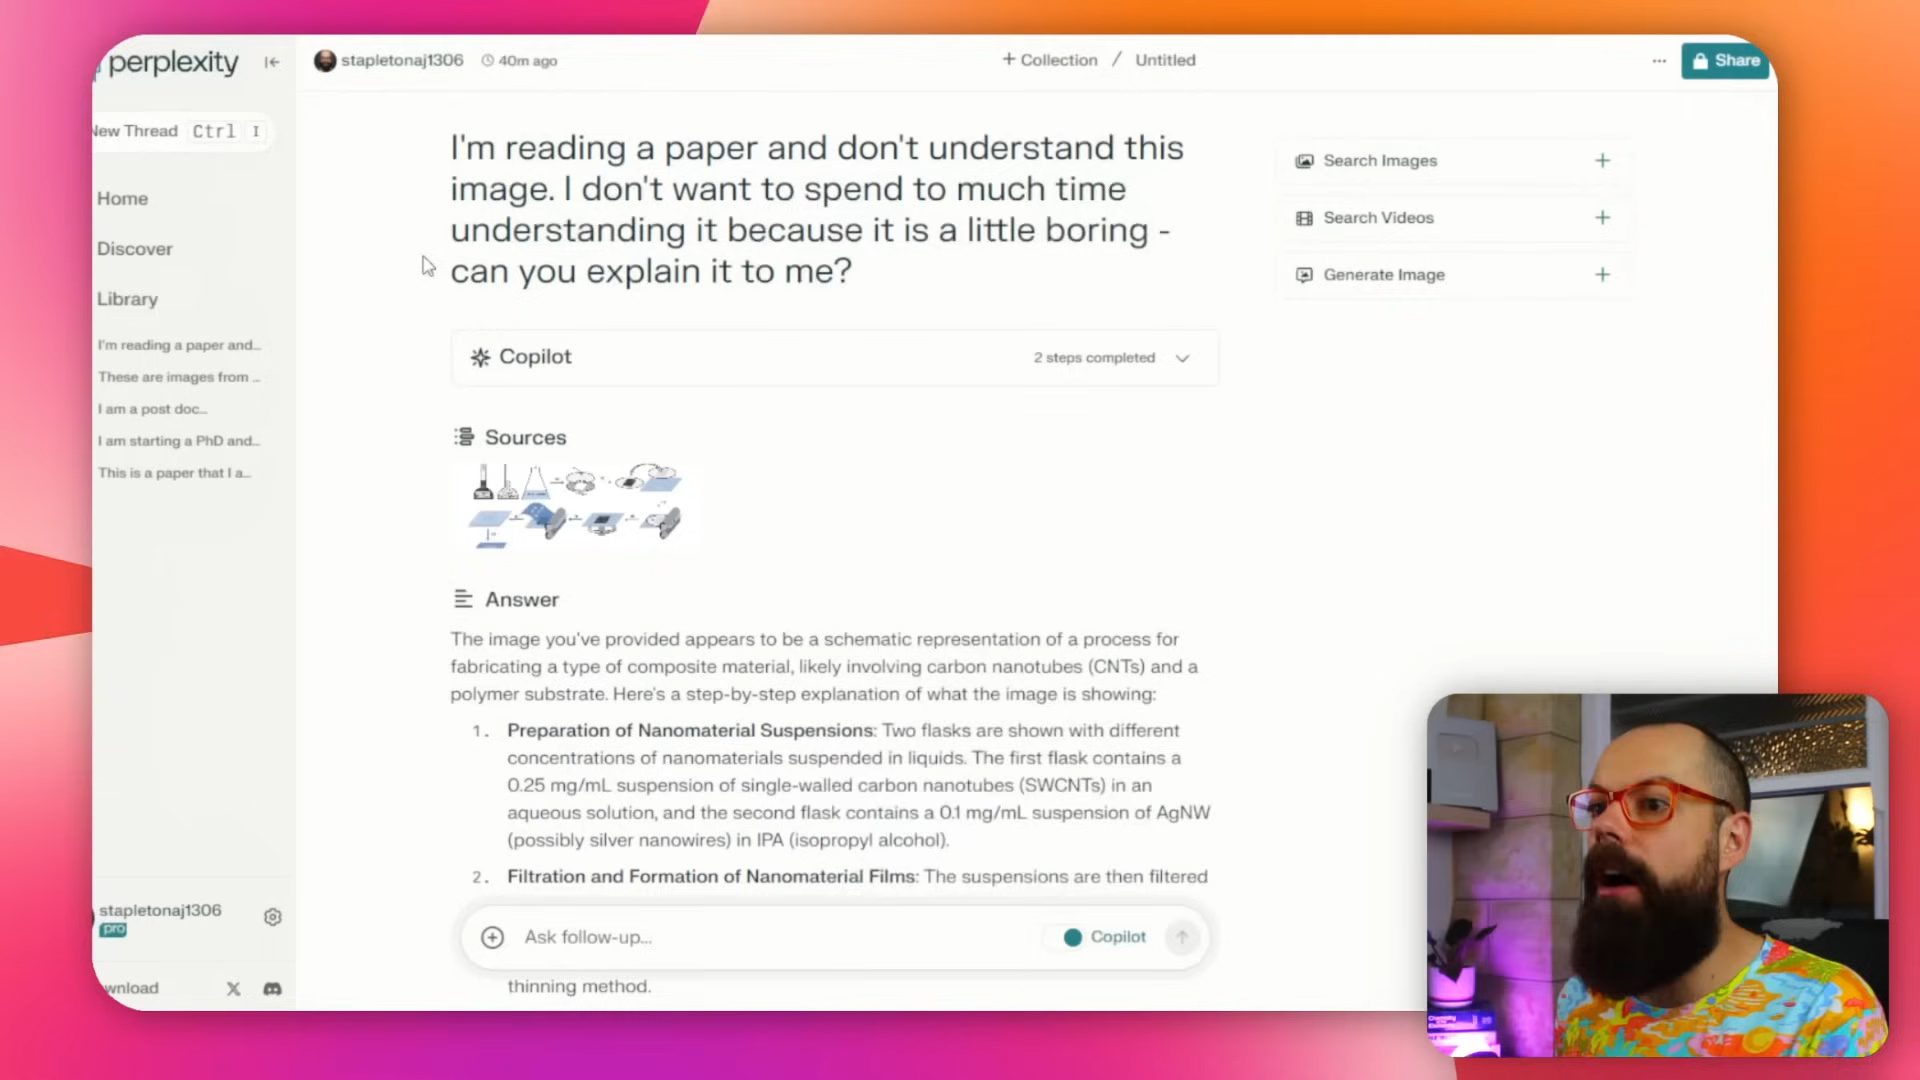 perplexity
stapletonaj1306
40m ago
+ Collection / Untitled
Share
New Thread Ctrl I
Home
Discover
Library
I'm reading a paper and...
These are images from ...
I am a post doc...
I am starting a PhD and...
This is a paper that I a...
stapletonaj1306
pro
wnload
I'm reading a paper and don't understand this
image. I don't want to spend to much time
understanding it because it is a little boring -
can you explain it to me?
Copilot
2 steps completed
Sources
Answer
The image you've provided appears to be a schematic representation of a process for
fabricating a type of composite material, likely involving carbon nanotubes (CNTs) and a
polymer substrate. Here's a step-by-step explanation of what the image is showing:
1. Preparation of Nanomaterial Suspensions: Two flasks are shown with different
concentrations of nanomaterials suspended in liquids. The first flask contains a
0.25 mg/mL suspension of single-walled carbon nanotubes (SWCNTs) in an
aqueous solution, and the second flask contains a 0.1 mg/mL suspension of AgNW
(possibly silver nanowires) in IPA (isopropyl alcohol).
2. Filtration and Formation of Nanomaterial Films: The suspensions are then filtered
Ask follow-up...
Copilot
thinning method.
Search Images
Search Videos
Generate Image